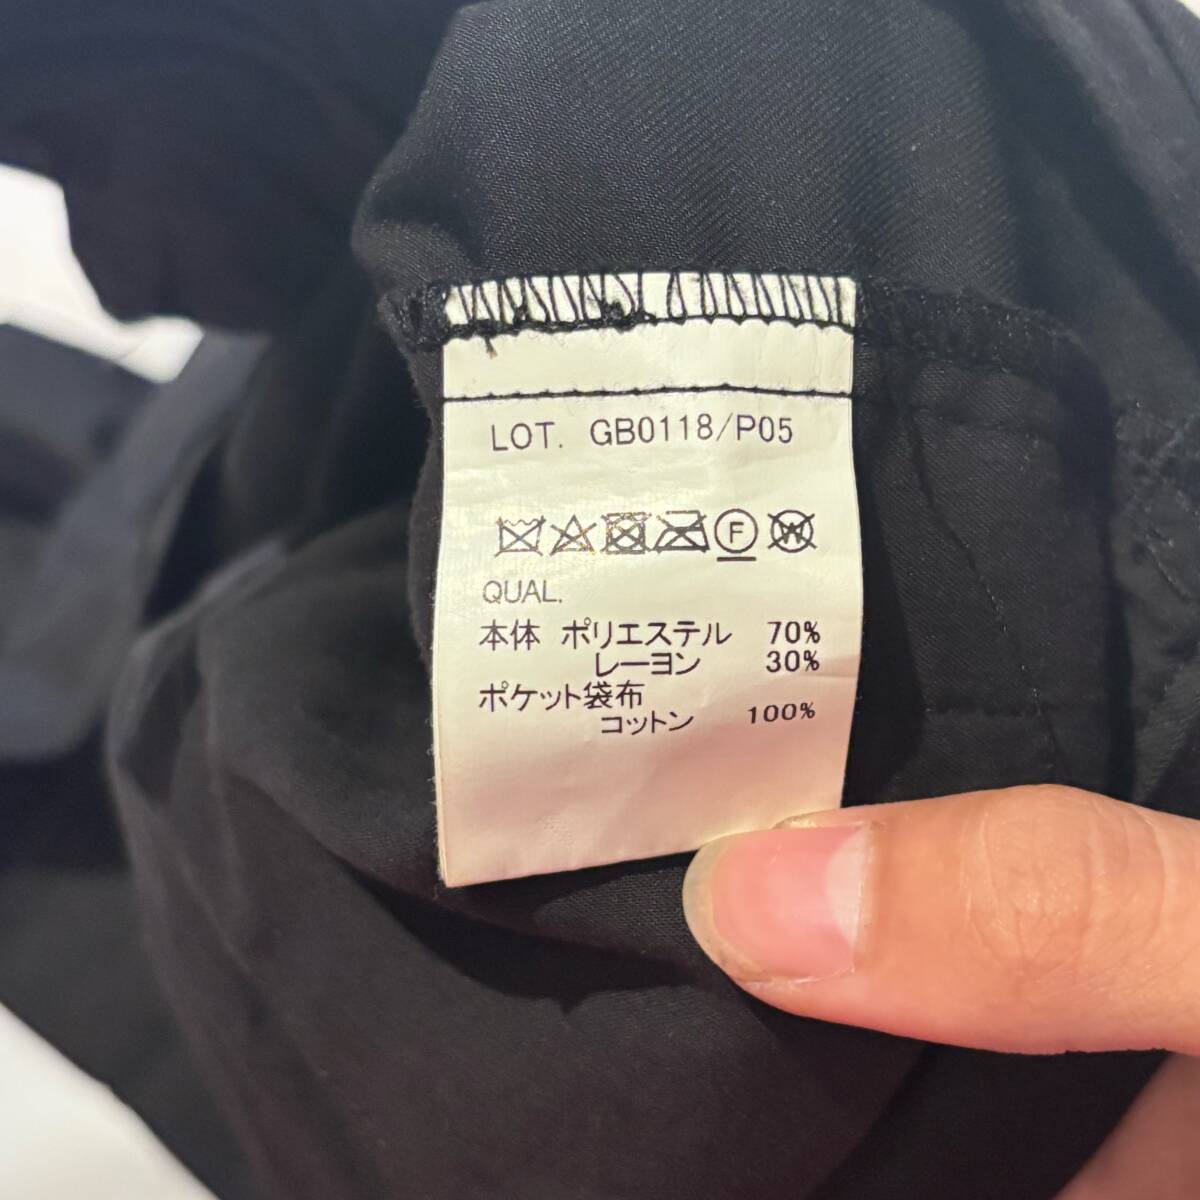 LOT. GB0118/P05
F W
QUAL.
本体 ポリエステル 70%
レーヨン 30%
ポケット袋布
コットン 100%